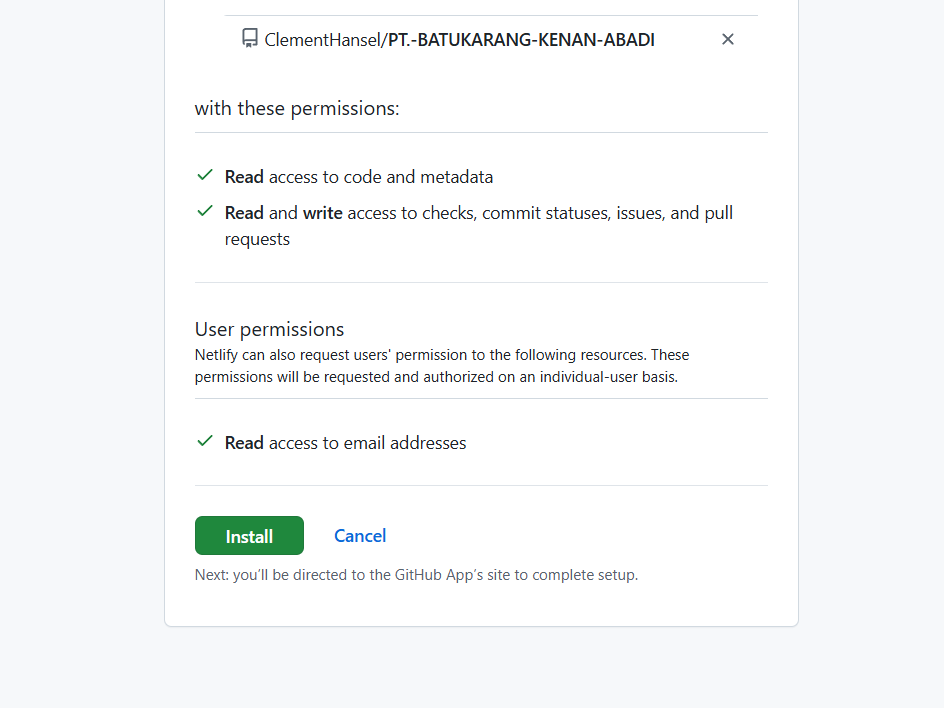 ClementHansel/PT.-BATUKARANG-KENAN-ABADI
with these permissions:
Read access to code and metadata
Read and write access to checks, commit statuses, issues, and pull
requests
User permissions
Netlify can also request users' permission to the following resources. These
permissions will be requested and authorized on an individual-user basis.
Read access to email addresses
Install Cancel
Next: you’ll be directed to the GitHub App’s site to complete setup.